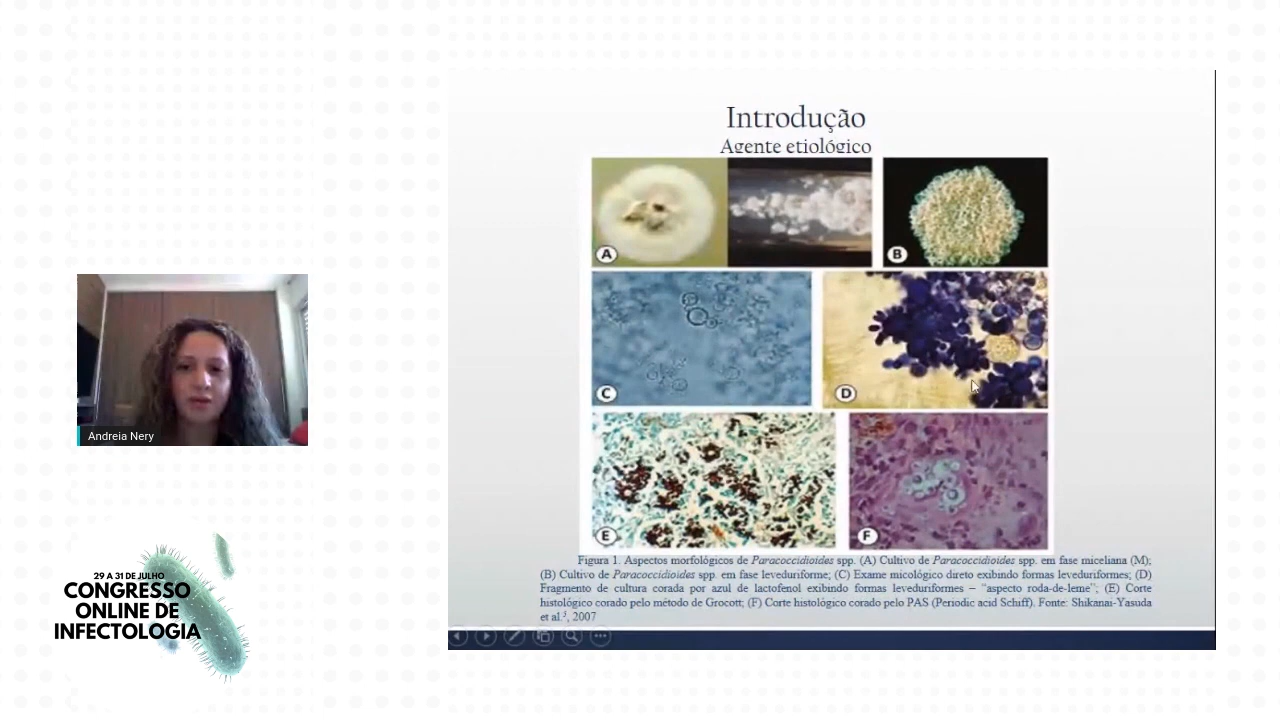 Introdução
Agente etiológico
A
B
C
D
E
F
Figura 1. Aspectos morfológicos de Paracoccidioides spp. (A) Cultivo de Paracoccidioides spp. em fase miceliana (M);
(B) Cultivo de Paracoccidioides spp. em fase leveduriforme; (C) Exame micológico direto exibindo formas leveduriformes; (D)
Fragmento de cultura corada por azul de lactofenol exibindo formas leveduriformes – “aspecto roda-de-leme”; (E) Corte
histológico corado pelo método de Grocott; (F) Corte histológico corado pelo PAS (Periodic acid Schiff). Fonte: Shikanai-Yasuda
et al.³, 2007
Andreia Nery
29 A 31 DE JULHO
CONGRESSO
ONLINE DE
INFECTOLOGIA